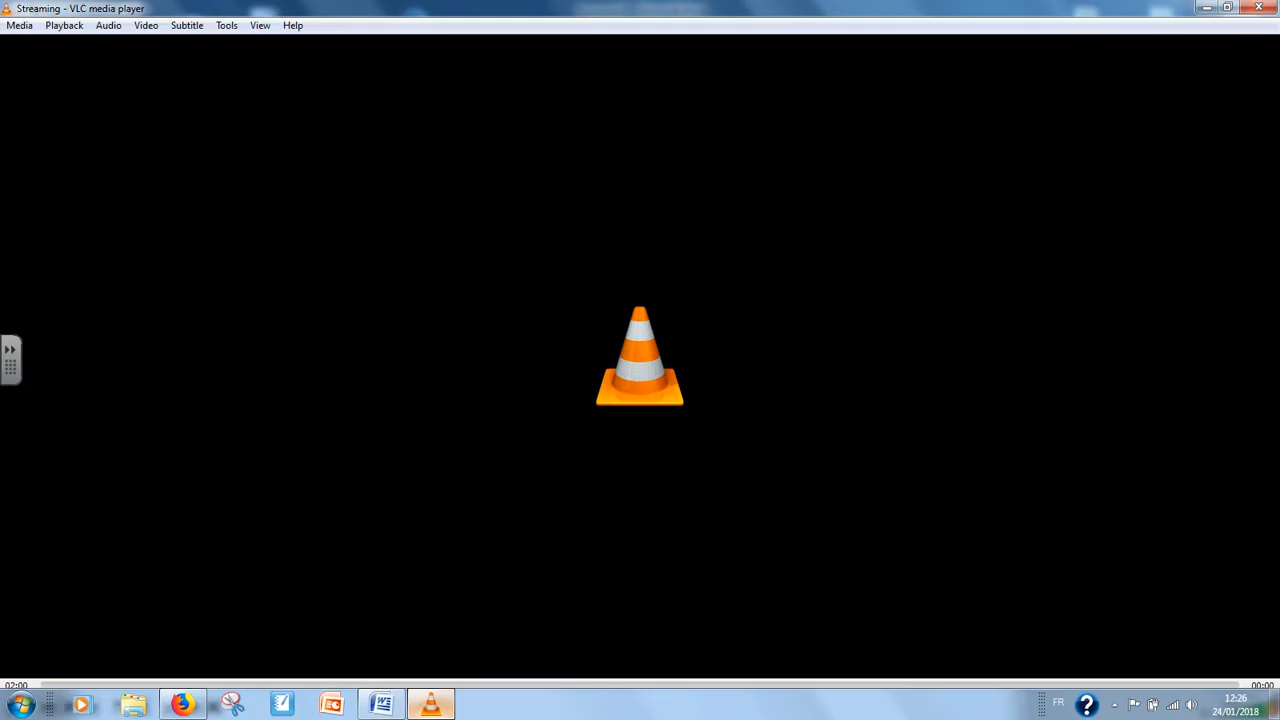 Streaming - VLC media player
Media Playback Audio Video Subtitle Tools View Help
02:00 00:00
FR
12:26
24/01/2018